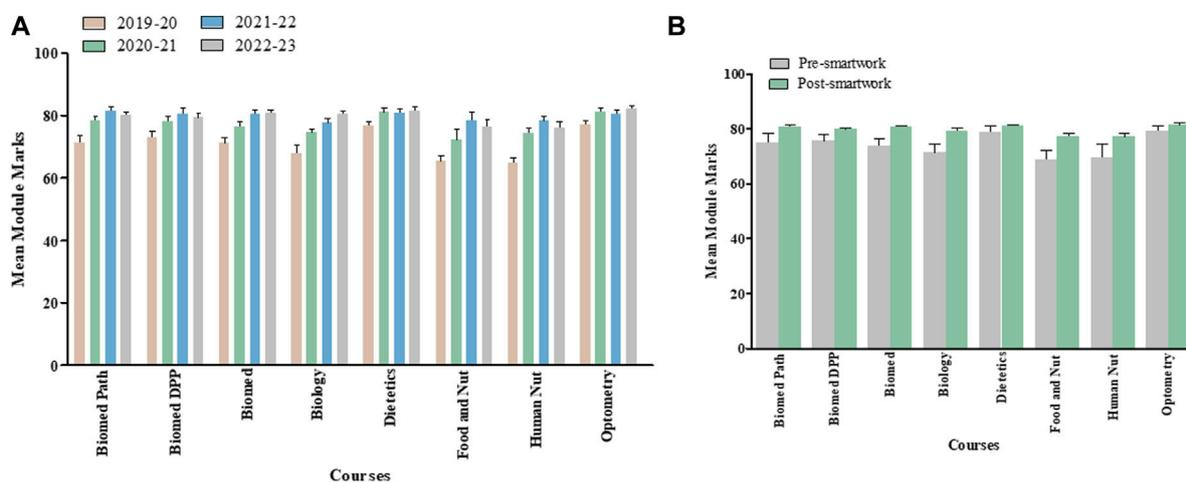 A
2019-20
2021-22
2020-21
2022-23
100
80
60
40
20
0
Mean Module Marks
Biomed Path
Biomed DPP
Biomed
Biology
Dietetics
Food and Nut
Human Nut
Optometry
Courses
B
Pre-smartwork
Post-smartwork
100
80
60
40
20
0
Mean Module Marks
Biomed Path
Biomed DPP
Biomed
Biology
Dietetics
Food and Nut
Human Nut
Optometry
Courses